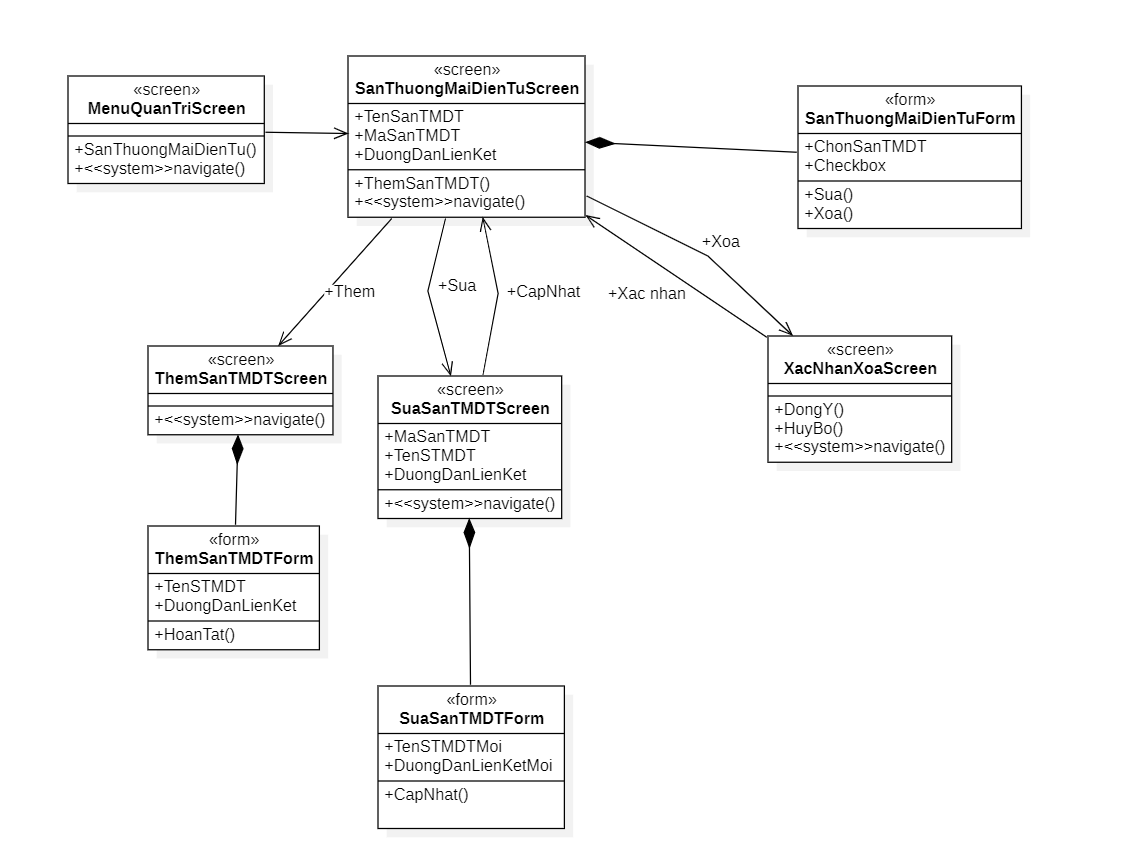 «screen»
MenuQuanTriScreen
+SanThuongMaiDienTu()
+<<system>>navigate()
«screen»
SanThuongMaiDienTuScreen
+TenSanTMDT
+MaSanTMDT
+DuongDanLienKet
+ThemSanTMDT()
+<<system>>navigate()
«form»
SanThuongMaiDienTuForm
+ChonSanTMDT
+Checkbox
+Sua()
+Xoa()
+Them
+Sua
+CapNhat
+Xac nhan
+Xoa
«screen»
ThemSanTMDTScreen
+<<system>>navigate()
«screen»
SuaSanTMDTScreen
+MaSanTMDT
+TenSTMDT
+DuongDanLienKet
+<<system>>navigate()
«screen»
XacNhanXoaScreen
+DongY()
+HuyBo()
+<<system>>navigate()
«form»
ThemSanTMDTForm
+TenSTMDT
+DuongDanLienKet
+HoanTat()
«form»
SuaSanTMDTForm
+TenSTMDTMoi
+DuongDanLienKetMoi
+CapNhat()